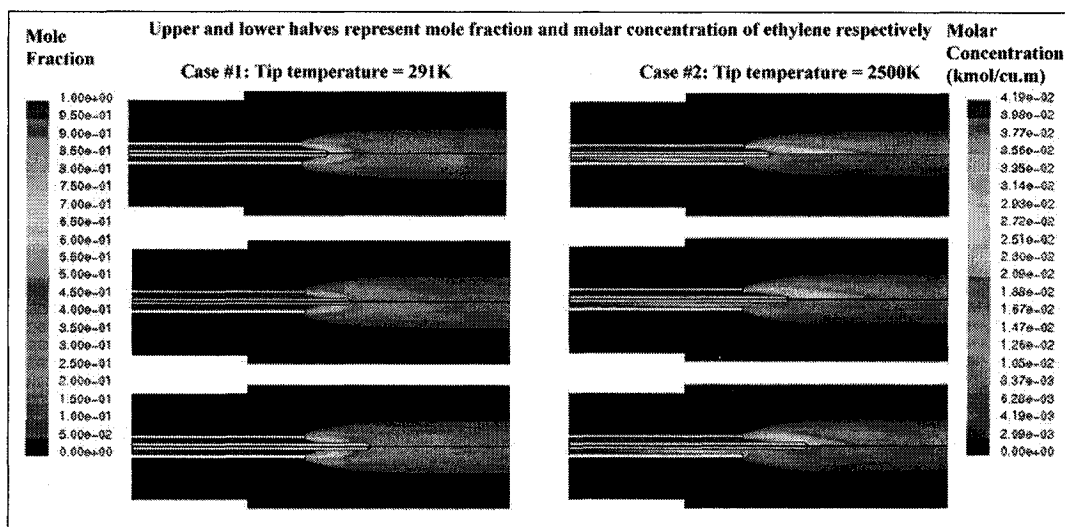 Upper and lower halves represent mole fraction and molar concentration of ethylene respectively
Mole
Fraction
Molar
Concentration
(kmol/cu.m)
Case #1: Tip temperature = 291K
Case #2: Tip temperature = 2500K
1.00e+00
9.50e-01
9.00e-01
8.50e-01
8.00e-01
7.50e-01
7.00e-01
6.50e-01
6.00e-01
5.50e-01
5.00e-01
4.50e-01
4.00e-01
3.50e-01
3.00e-01
2.50e-01
2.00e-01
1.50e-01
1.00e-01
5.00e-02
0.00e+00
4.19e-02
3.98e-02
3.77e-02
3.56e-02
3.35e-02
3.14e-02
2.93e-02
2.72e-02
2.51e-02
2.30e-02
2.09e-02
1.88e-02
1.67e-02
1.47e-02
1.26e-02
1.05e-02
8.37e-03
6.28e-03
4.19e-03
2.09e-03
0.00e+00